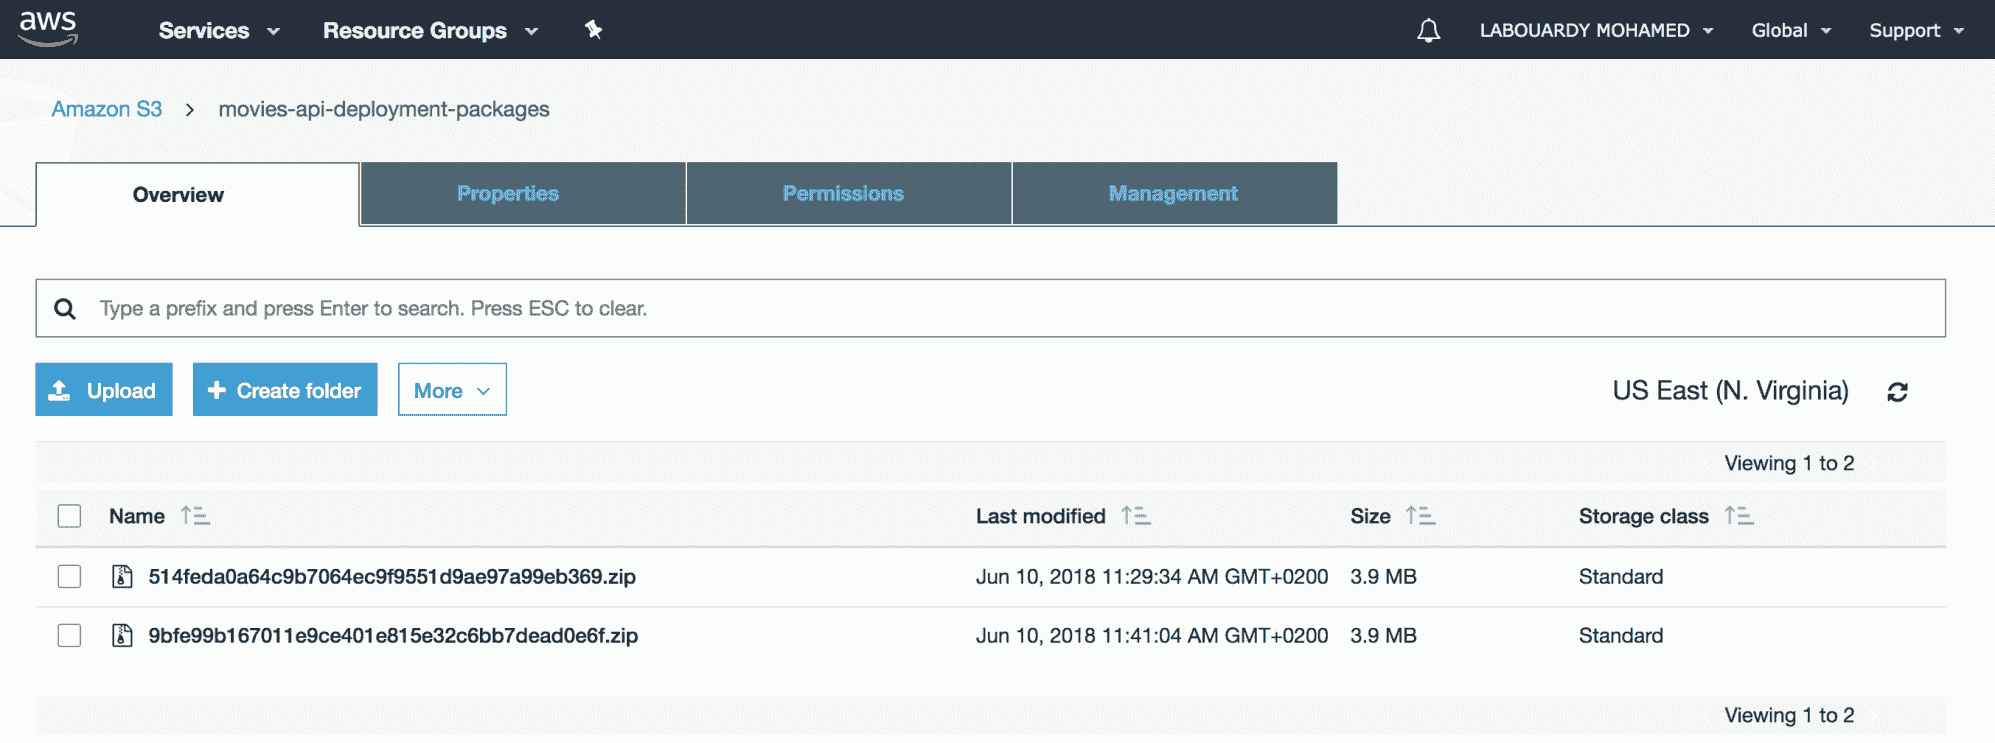 aws Services Resource Groups LABOUARDY MOHAMED Global Support
Amazon S3 > movies-api-deployment-packages
Overview Properties Permissions Management
Type a prefix and press Enter to search. Press ESC to clear.
Upload + Create folder More US East (N. Virginia)
Viewing 1 to 2
Name Last modified Size Storage class
514feda0a64c9b7064ec9f9551d9ae97a99eb369.zip Jun 10, 2018 11:29:34 AM GMT+0200 3.9 MB Standard
9bfe99b167011e9ce401e815e32c6bb7dead0e6f.zip Jun 10, 2018 11:41:04 AM GMT+0200 3.9 MB Standard
Viewing 1 to 2